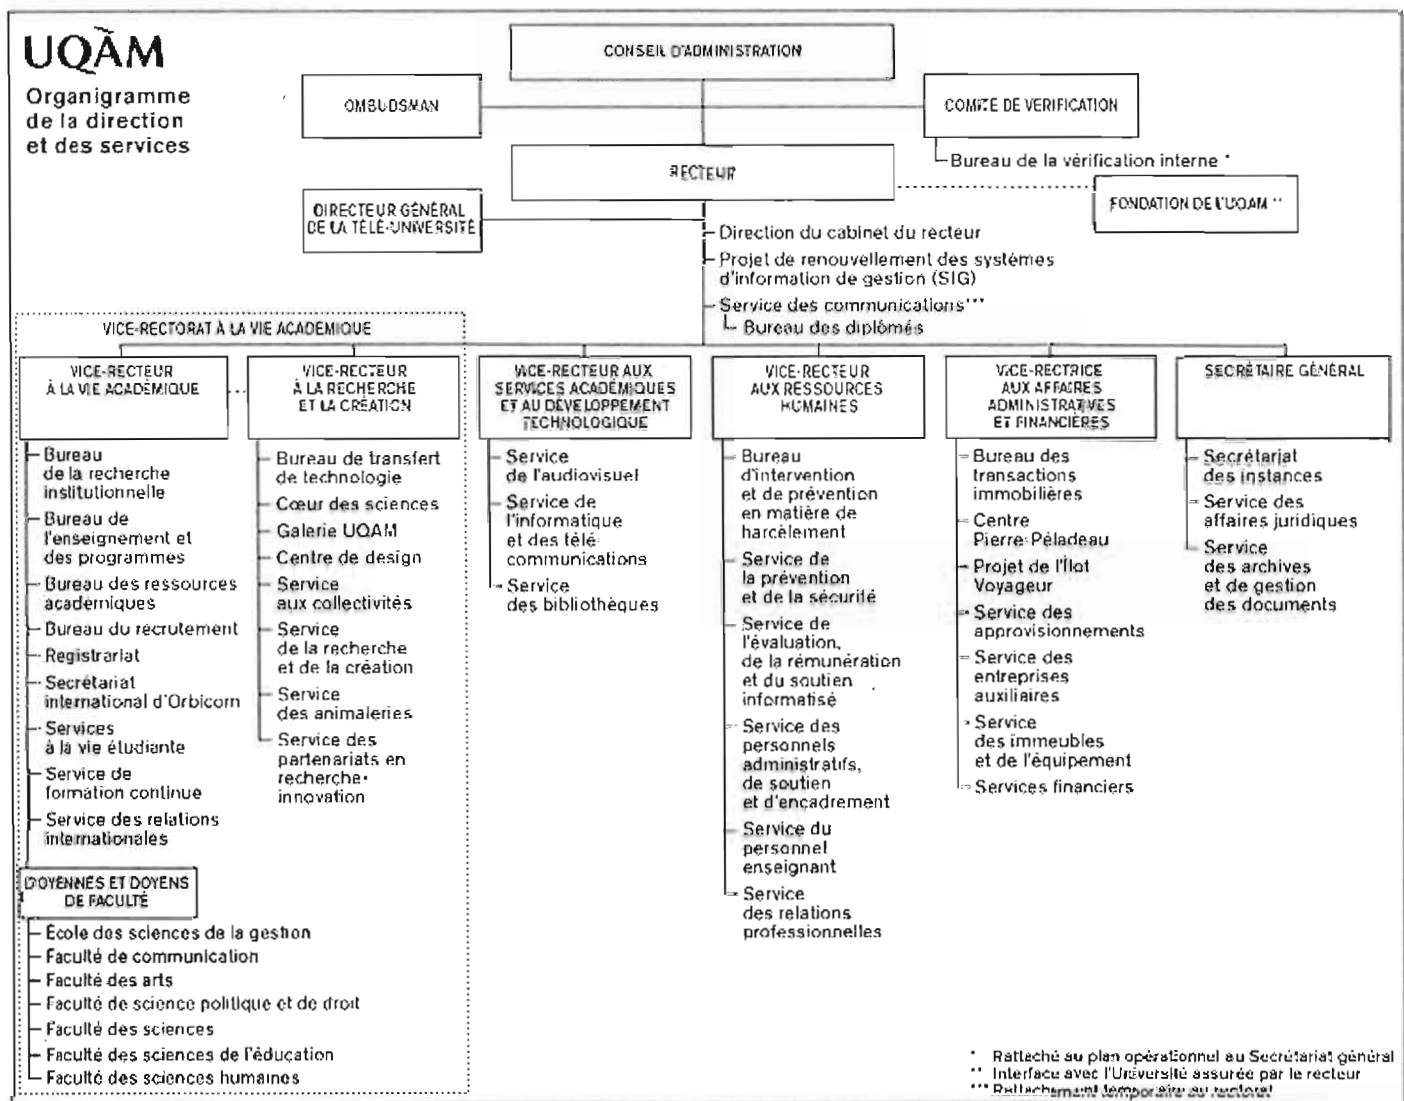 UQÀM
Organigramme
de la direction
et des services
CONSEIL D'ADMINISTRATION
OMBUDSMAN
COMITÉ DE VÉRIFICATION
Bureau de la vérification interne *
RECTEUR
FONDATION DE L'UQAM **
DIRECTEUR GÉNÉRAL
DE LA TÉLÉ-UNIVERSITÉ
Direction du cabinet du recteur
Projet de renouvellement des systèmes
d'information de gestion (SIG)
Service des communications***
Bureau des diplômés
VICE-RECTORAT À LA VIE ACADÉMIQUE
VICE-RECTEUR
À LA VIE ACADÉMIQUE
Bureau
de la recherche
institutionnelle
Bureau de
l'enseignement et
des programmes
Bureau des ressources
académiques
Bureau du recrutement
Registrariat
Secrétariat
international d'Orbicom
Services
à la vie étudiante
Service de
formation continue
Service des relations
internationales
DOYENNES ET DOYENS
DE FACULTÉ
École des sciences de la gestion
Faculté de communication
Faculté des arts
Faculté de science politique et de droit
Faculté des sciences
Faculté des sciences de l'éducation
Faculté des sciences humaines
VICE-RECTEUR
À LA RECHERCHE
ET LA CRÉATION
Bureau de transfert
de technologie
Cœur des sciences
Galerie UQAM
Centre de design
Service
aux collectivités
Service
de la recherche
et de la création
Service
des animaleries
Service des
partenariats en
recherche-
innovation
VICE-RECTEUR AUX
SERVICES ACADÉMIQUES
ET AU DÉVELOPPEMENT
TECHNOLOGIQUE
Service
de l'audiovisuel
Service de
l'informatique
et des télé
communications
Service
des bibliothèques
VICE-RECTEUR
AUX RESSOURCES
HUMAINES
Bureau
d'intervention
et de prévention
en matière de
harcèlement
Service de
la prévention
et de la sécurité
Service de
l'évaluation,
de la rémunération
et du soutien
informatisé
Service des
personnels
administratifs,
de soutien
et d'encadrement
Service du
personnel
enseignant
Service
des relations
professionnelles
VICE-RECTRICE
AUX AFFAIRES
ADMINISTRATIVES
ET FINANCIÈRES
Bureau des
transactions
immobilières
Centre
Pierre-Péladeau
Projet de l'Îlot
Voyageur
Service des
approvisionnements
Service des
entreprises
auxiliaires
Service
des immeubles
et de l'équipement
Services financiers
SECRÉTAIRE GÉNÉRAL
Secrétariat
des instances
Service des
affaires juridiques
Service
des archives
et de gestion
des documents
* Rattaché au plan opérationnel au Secrétariat général
** Interface avec l'Université assurée par le recteur
*** Rattachement temporaire au rectorat